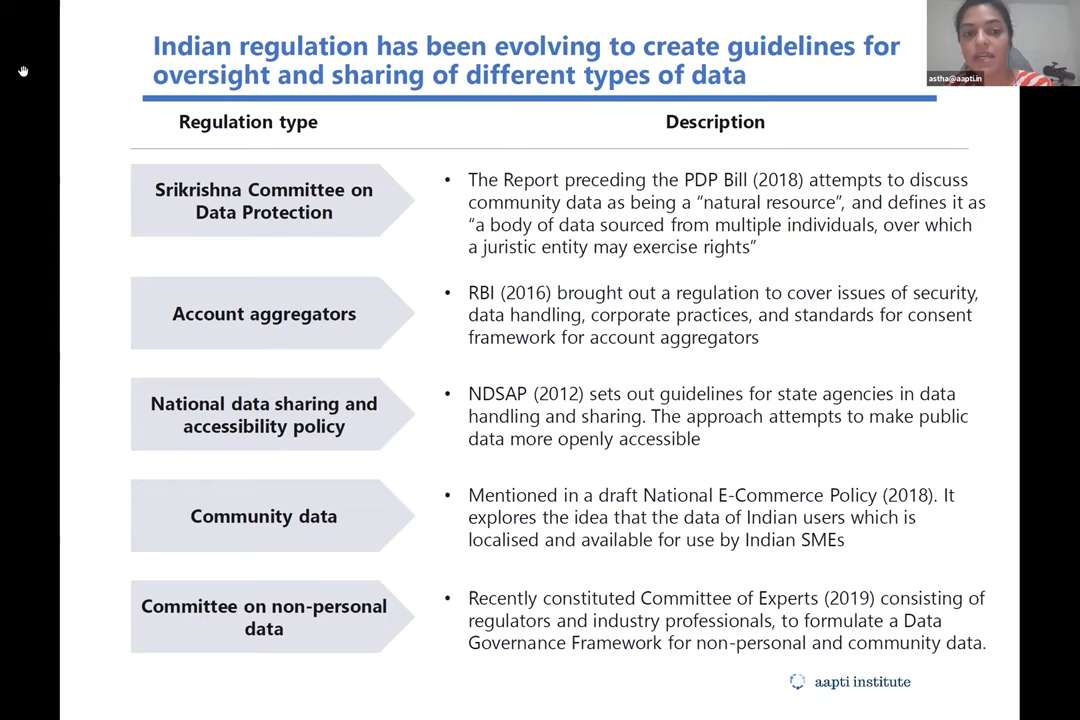 Indian regulation has been evolving to create guidelines for
oversight and sharing of different types of data
astha@aapti.in
Regulation type
Description
Srikrishna Committee on
Data Protection
• The Report preceding the PDP Bill (2018) attempts to discuss
community data as being a “natural resource”, and defines it as
“a body of data sourced from multiple individuals, over which
a juristic entity may exercise rights”
Account aggregators
• RBI (2016) brought out a regulation to cover issues of security,
data handling, corporate practices, and standards for consent
framework for account aggregators
National data sharing and
accessibility policy
• NDSAP (2012) sets out guidelines for state agencies in data
handling and sharing. The approach attempts to make public
data more openly accessible
Community data
• Mentioned in a draft National E-Commerce Policy (2018). It
explores the idea that the data of Indian users which is
localised and available for use by Indian SMEs
Committee on non-personal
data
• Recently constituted Committee of Experts (2019) consisting of
regulators and industry professionals, to formulate a Data
Governance Framework for non-personal and community data.
aapti institute